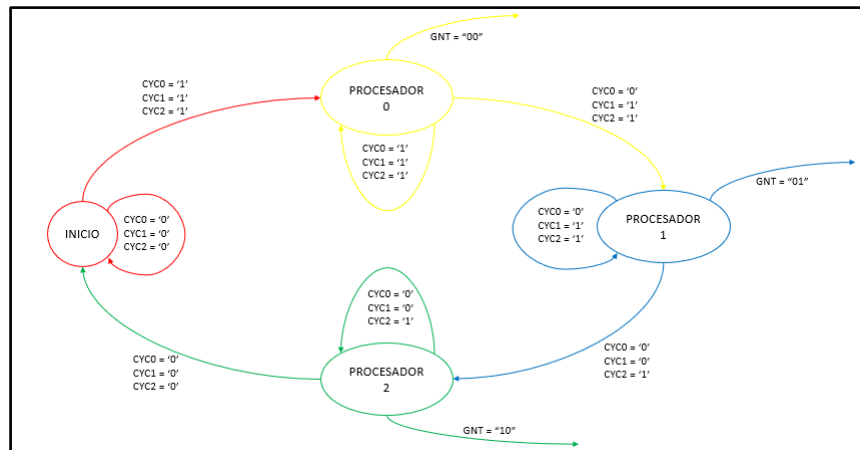 GNT = “00”
CYC0 = ‘1’
CYC1 = ‘1’
CYC2 = ‘1’
PROCESADOR
0
CYC0 = ‘0’
CYC1 = ‘1’
CYC2 = ‘1’
CYC0 = ‘1’
CYC1 = ‘1’
CYC2 = ‘1’
GNT = “01”
INICIO
CYC0 = ‘0’
CYC1 = ‘0’
CYC2 = ‘0’
CYC0 = ‘0’
CYC1 = ‘1’
CYC2 = ‘1’
PROCESADOR
1
CYC0 = ‘0’
CYC1 = ‘0’
CYC2 = ‘1’
CYC0 = ‘0’
CYC1 = ‘0’
CYC2 = ‘0’
PROCESADOR
2
CYC0 = ‘0’
CYC1 = ‘0’
CYC2 = ‘1’
GNT = “10”